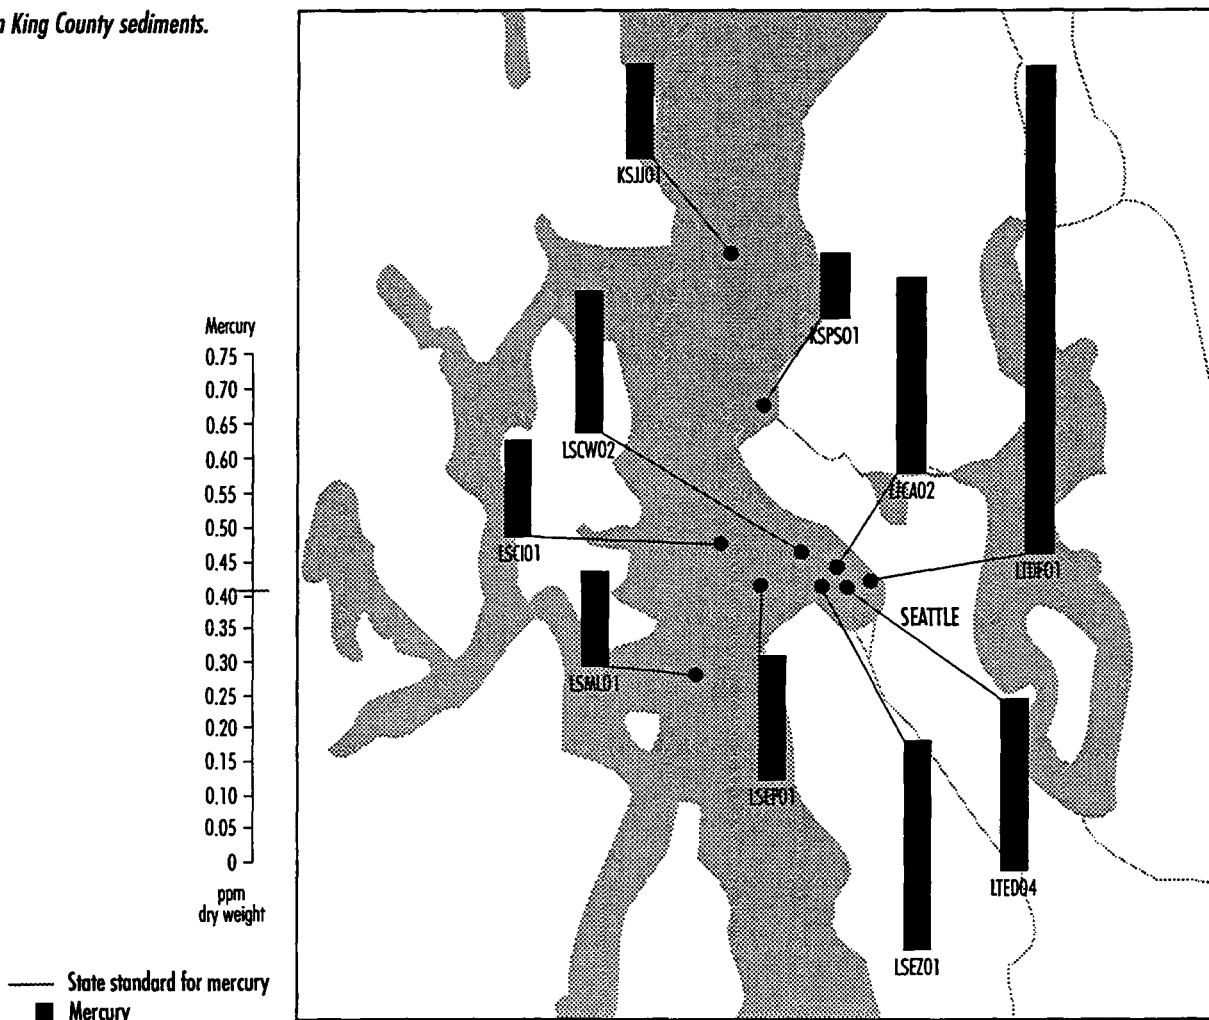 n King County sediments.
KSJJ01
KSPS01
Mercury
0.75
0.70
0.65
0.60
0.55
0.50
0.45
0.40
0.35
0.30
0.25
0.20
0.15
0.10
0.05
0
ppm
dry weight
LSCW02
LTCA02
LSCI01
LTDF01
SEATTLE
LSML01
LSEP01
LTED04
LSEZ01
State standard for mercury
Mercury